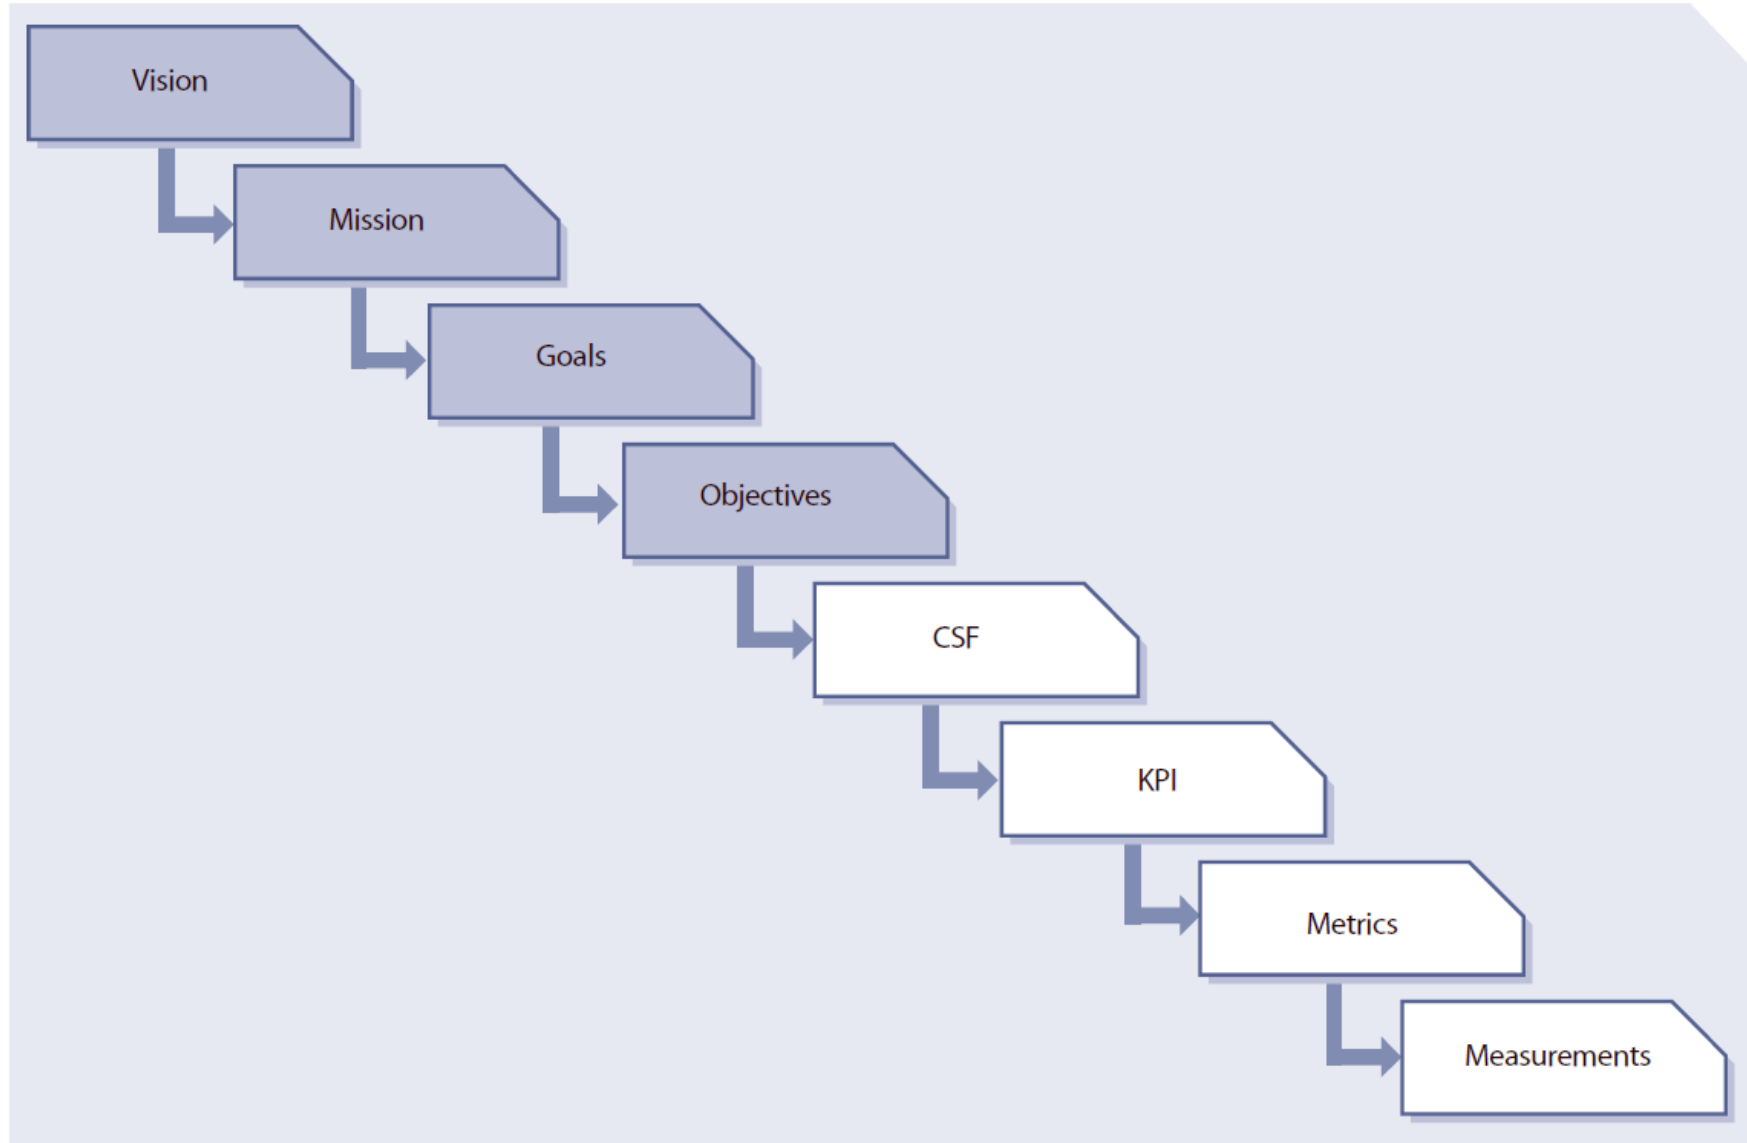 Vision
Mission
Goals
Objectives
CSF
KPI
Metrics
Measurements